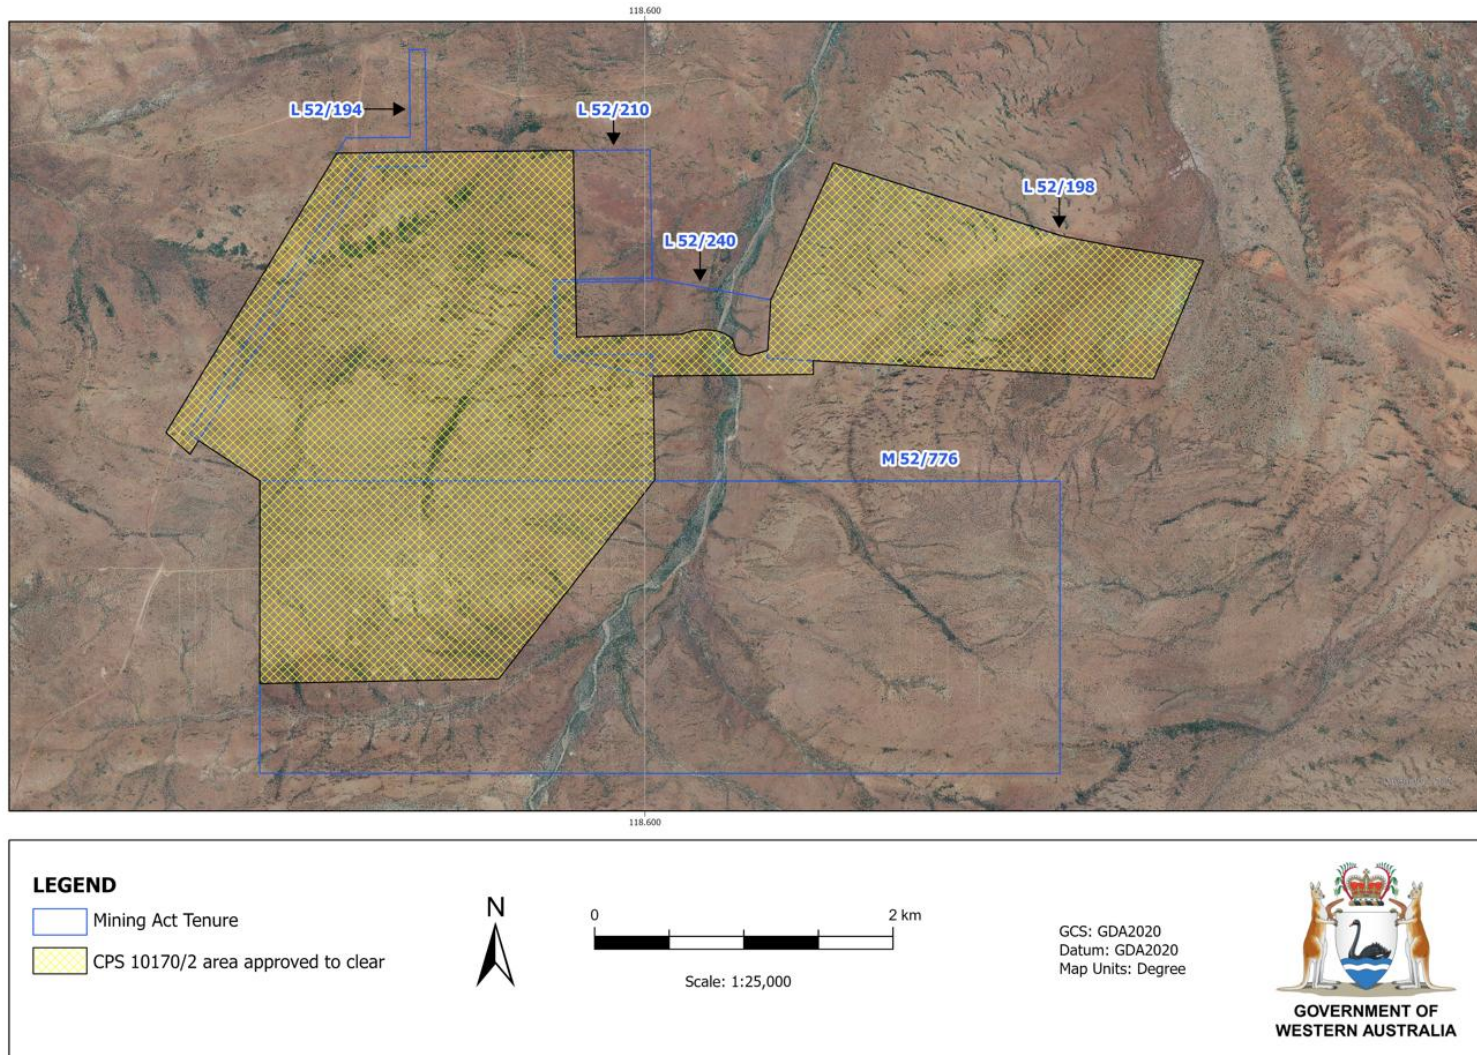 118.600
L 52/194
L 52/210
L 52/198
L 52/240
M 52/776
118.600
LEGEND
Mining Act Tenure
CPS 10170/2 area approved to clear
N
0 2 km
Scale: 1:25,000
GCS: GDA2020
Datum: GDA2020
Map Units: Degree
GOVERNMENT OF
WESTERN AUSTRALIA